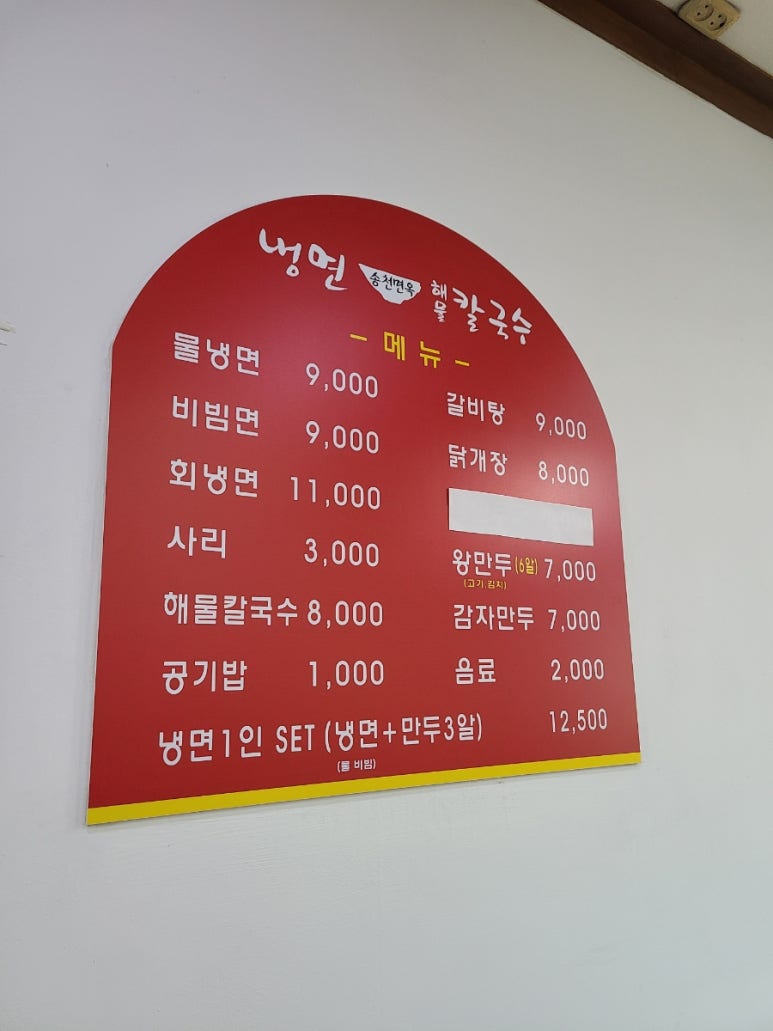 냉면 송천면옥 해물 칼국수
- 메뉴 -
물냉면 9,000
비빔면 9,000
회냉면 11,000
사리 3,000
해물칼국수 8,000
공기밥 1,000
갈비탕 9,000
닭개장 8,000
왕만두(6알) 7,000
(고기,김치)
감자만두 7,000
음료 2,000
냉면1인 SET (냉면+만두3알) 12,500
(물 비빔)